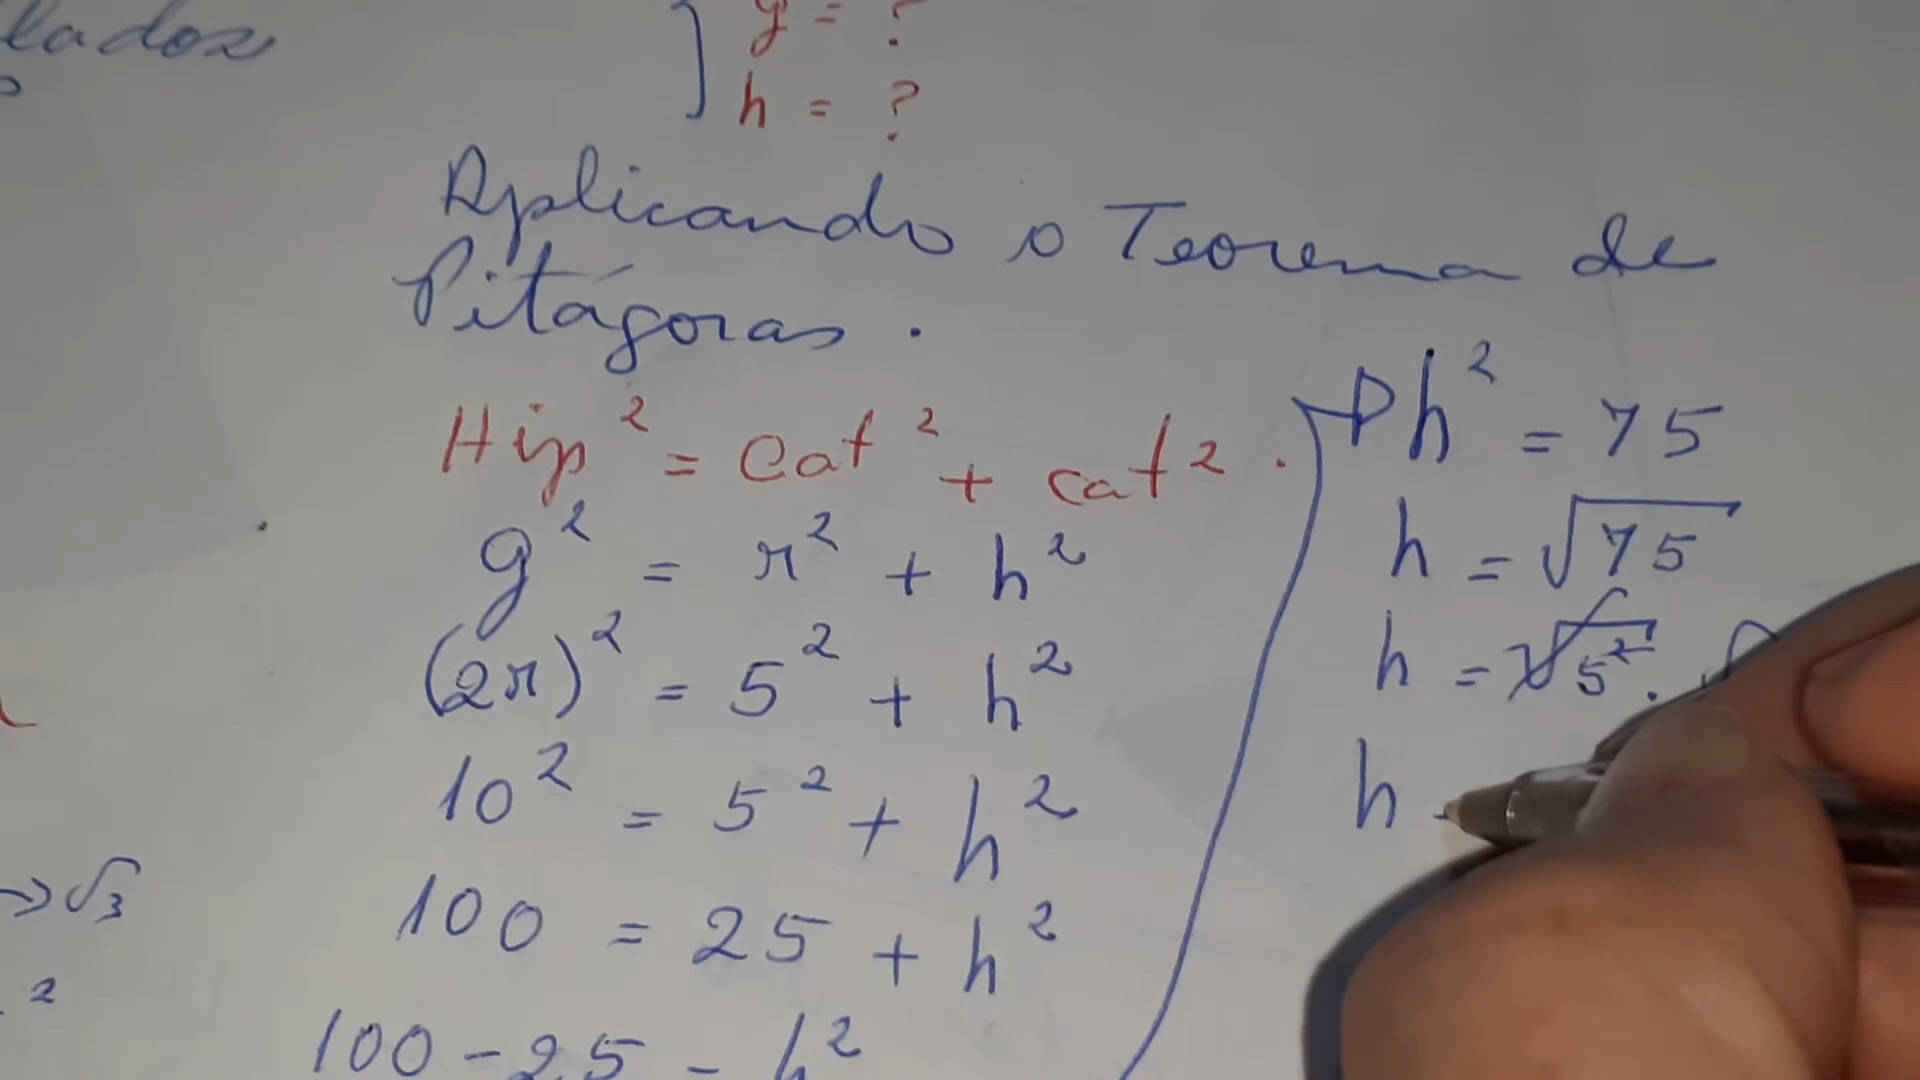 lados
g = ?
h = ?
Aplicando o Teorema de
Pitágoras.
Hip² = Cat² + cat².
g² = r² + h²
(2r)² = 5² + h²
10² = 5² + h²
100 = 25 + h²
100 - 25 = h²
h² = 75
h = √75
h = √5² .
h
→ √3
2